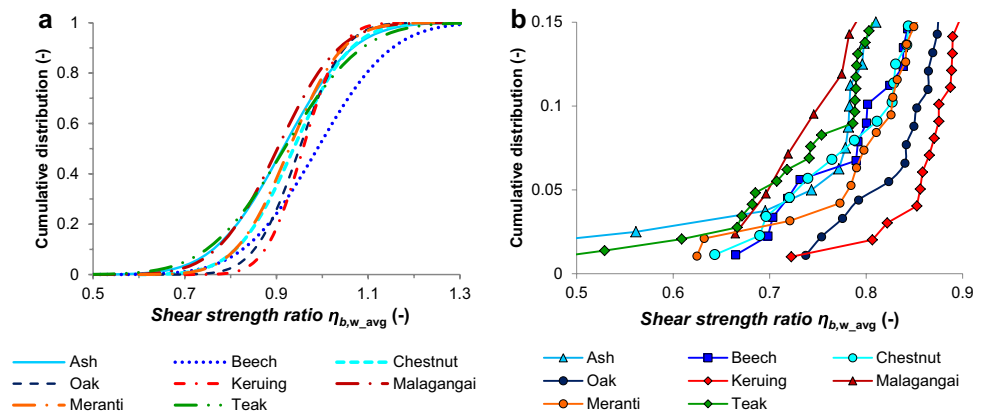 a
Cumulative distribution (-)
1
0.8
0.6
0.4
0.2
0
0.5 0.7 0.9 1.1 1.3
Shear strength ratio ηb,w_avg (-)
Ash Beech Chestnut
Oak Keruing Malagangai
Meranti Teak
b
Cumulative distribution (-)
0.15
0.1
0.05
0
0.5 0.6 0.7 0.8 0.9
Shear strength ratio ηb,w_avg (-)
Ash Beech Chestnut
Oak Keruing Malagangai
Meranti Teak